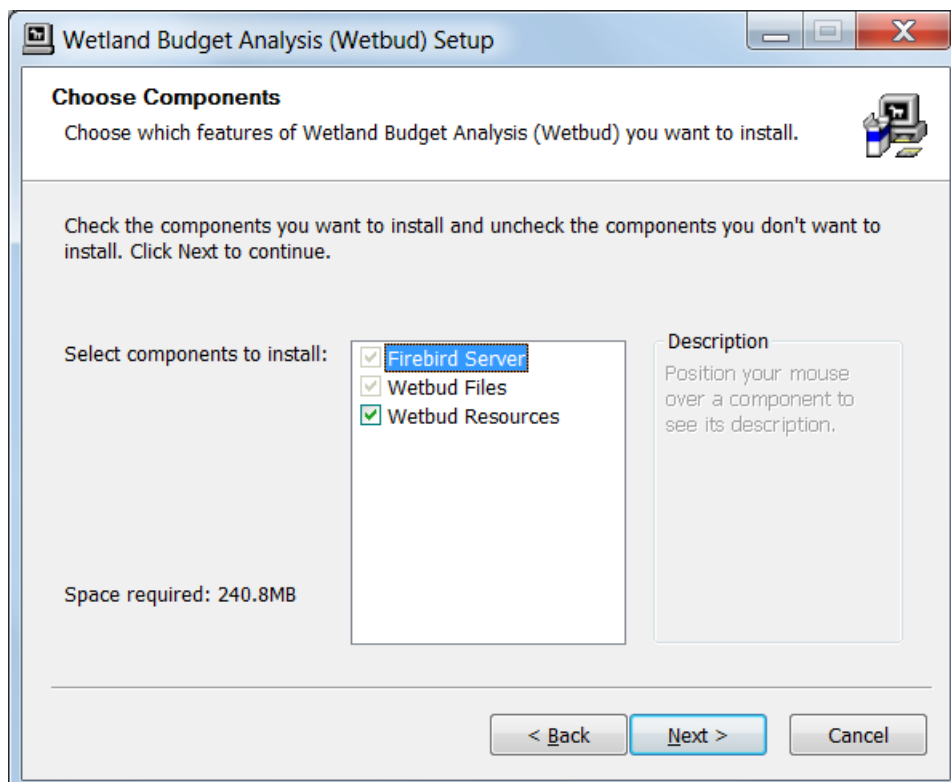 Wetland Budget Analysis (Wetbud) Setup
Choose Components
Choose which features of Wetland Budget Analysis (Wetbud) you want to install.
Check the components you want to install and uncheck the components you don't want to
install. Click Next to continue.
Select components to install:
Firebird Server
Wetbud Files
Wetbud Resources
Description
Position your mouse
over a component to
see its description.
Space required: 240.8MB
< Back
Next >
Cancel